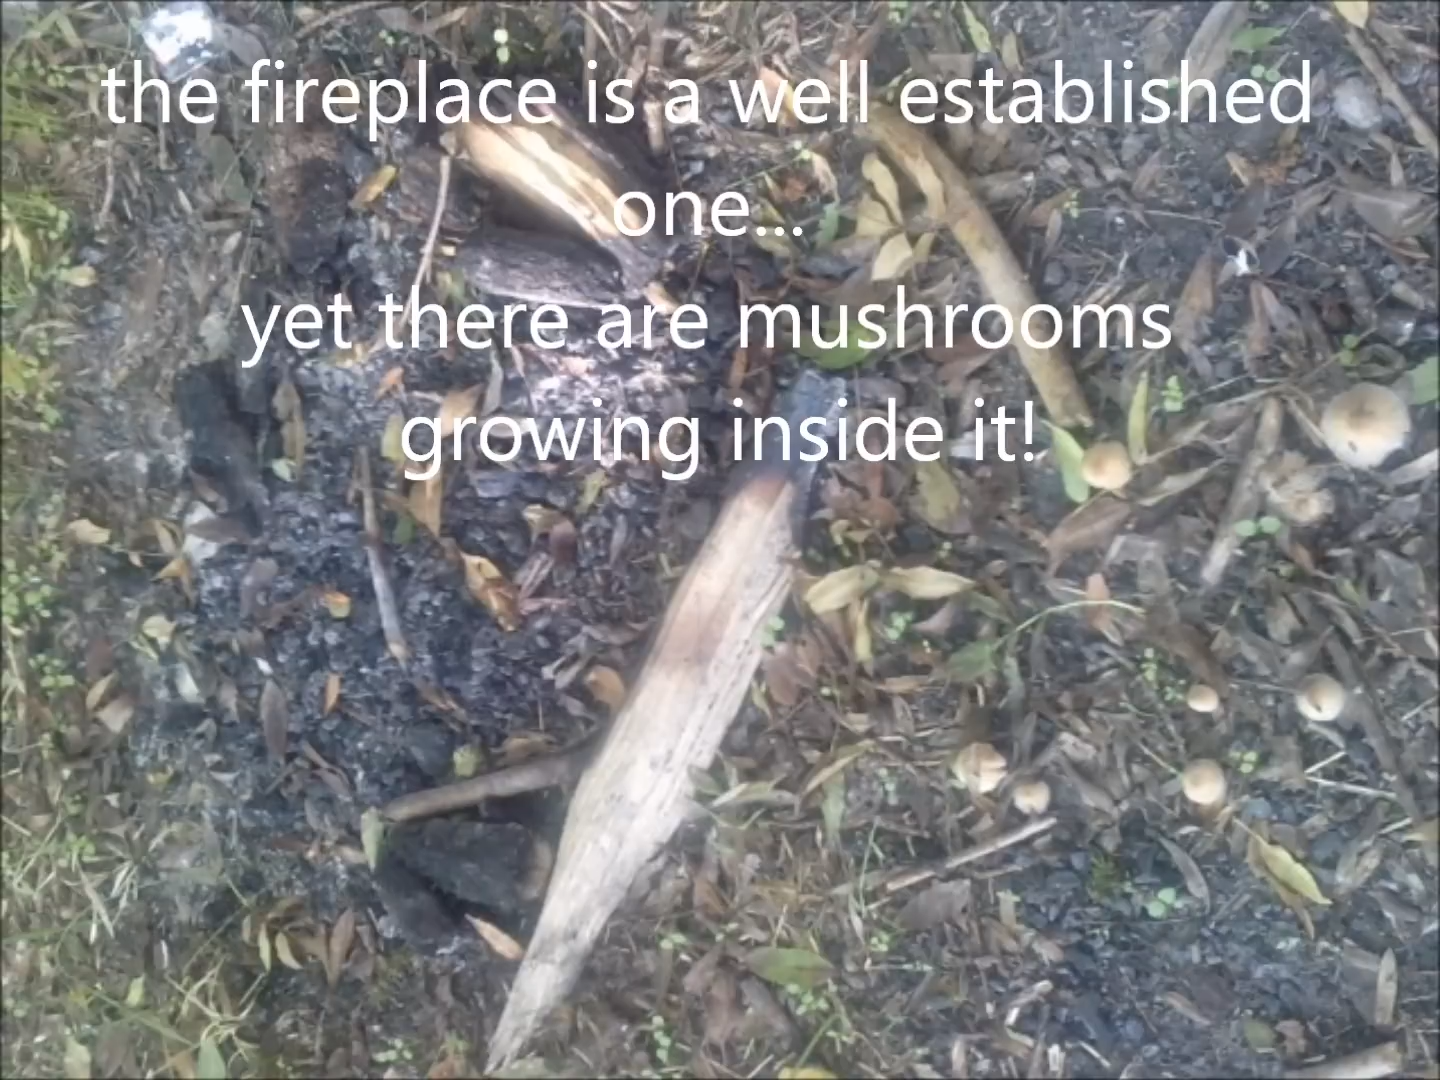 the fireplace is a well established
one...
yet there are mushrooms
growing inside it!